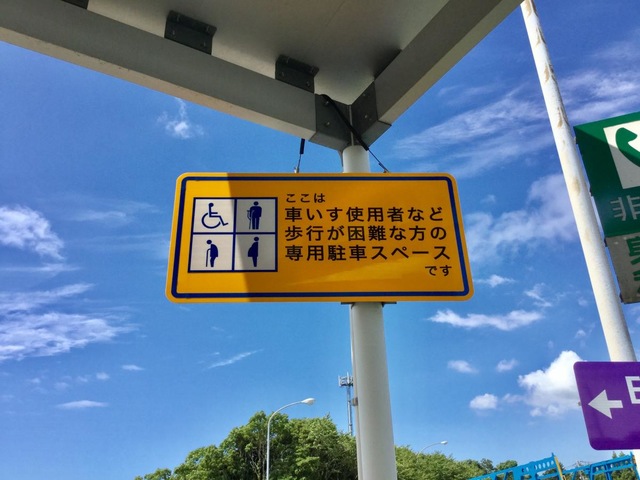 ここは
車いす使用者など
歩行が困難な方の
専用駐車スペース
です
非
E